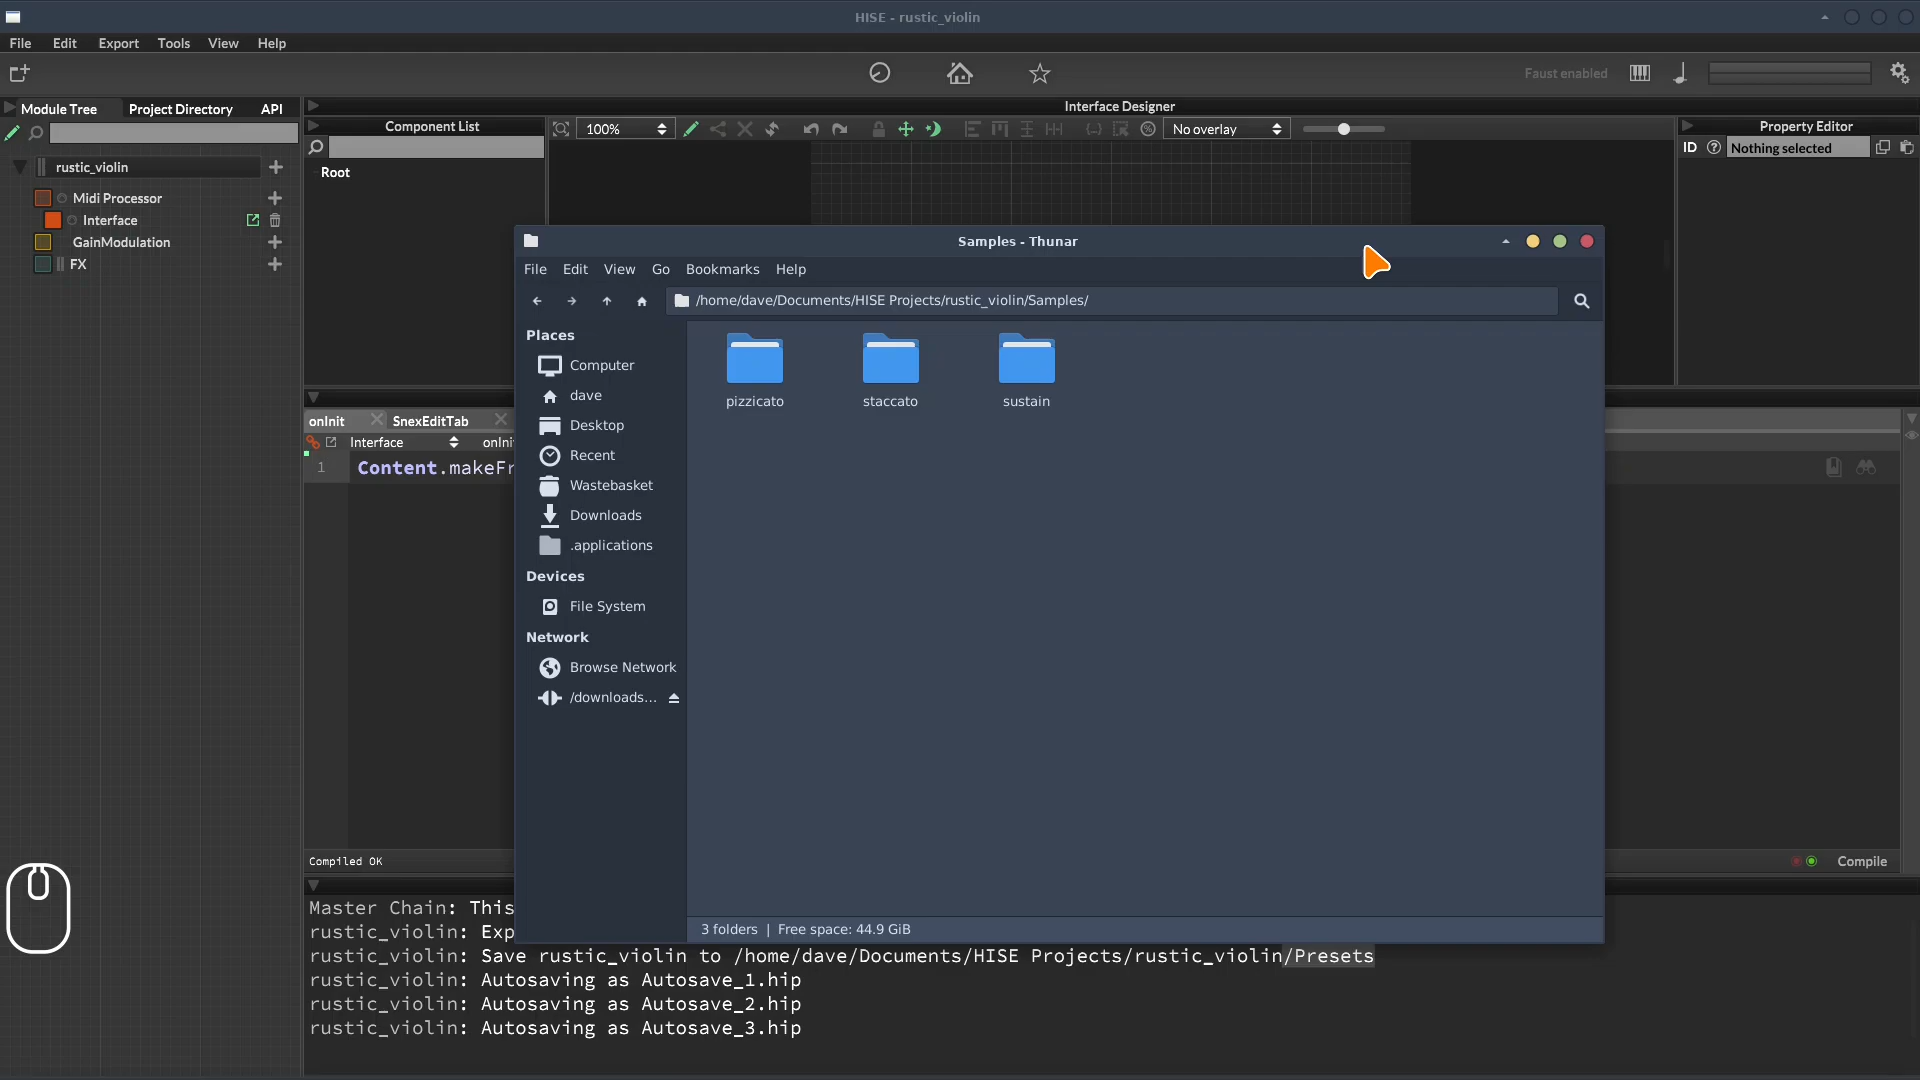 HISE - rustic_violin
File Edit Export Tools View Help
Faust enabled
Module Tree Project Directory API
Interface Designer
Component List
100%
No overlay
Property Editor
ID Nothing selected
rustic_violin
Root
Midi Processor
Interface
GainModulation
FX
Samples - Thunar
File Edit View Go Bookmarks Help
/home/dave/Documents/HISE Projects/rustic_violin/Samples/
Places
Computer
dave
Desktop
Recent
Wastebasket
Downloads
.applications
Devices
File System
Network
Browse Network
/downloads...
pizzicato
staccato
sustain
3 folders | Free space: 44.9 GiB
onInit SnexEditTab
Interface onIni
1 Content.makeFr
Compiled OK
Compile
Master Chain: This
rustic_violin: Exp
rustic_violin: Save rustic_violin to /home/dave/Documents/HISE Projects/rustic_violin/Presets
rustic_violin: Autosaving as Autosave_1.hip
rustic_violin: Autosaving as Autosave_2.hip
rustic_violin: Autosaving as Autosave_3.hip